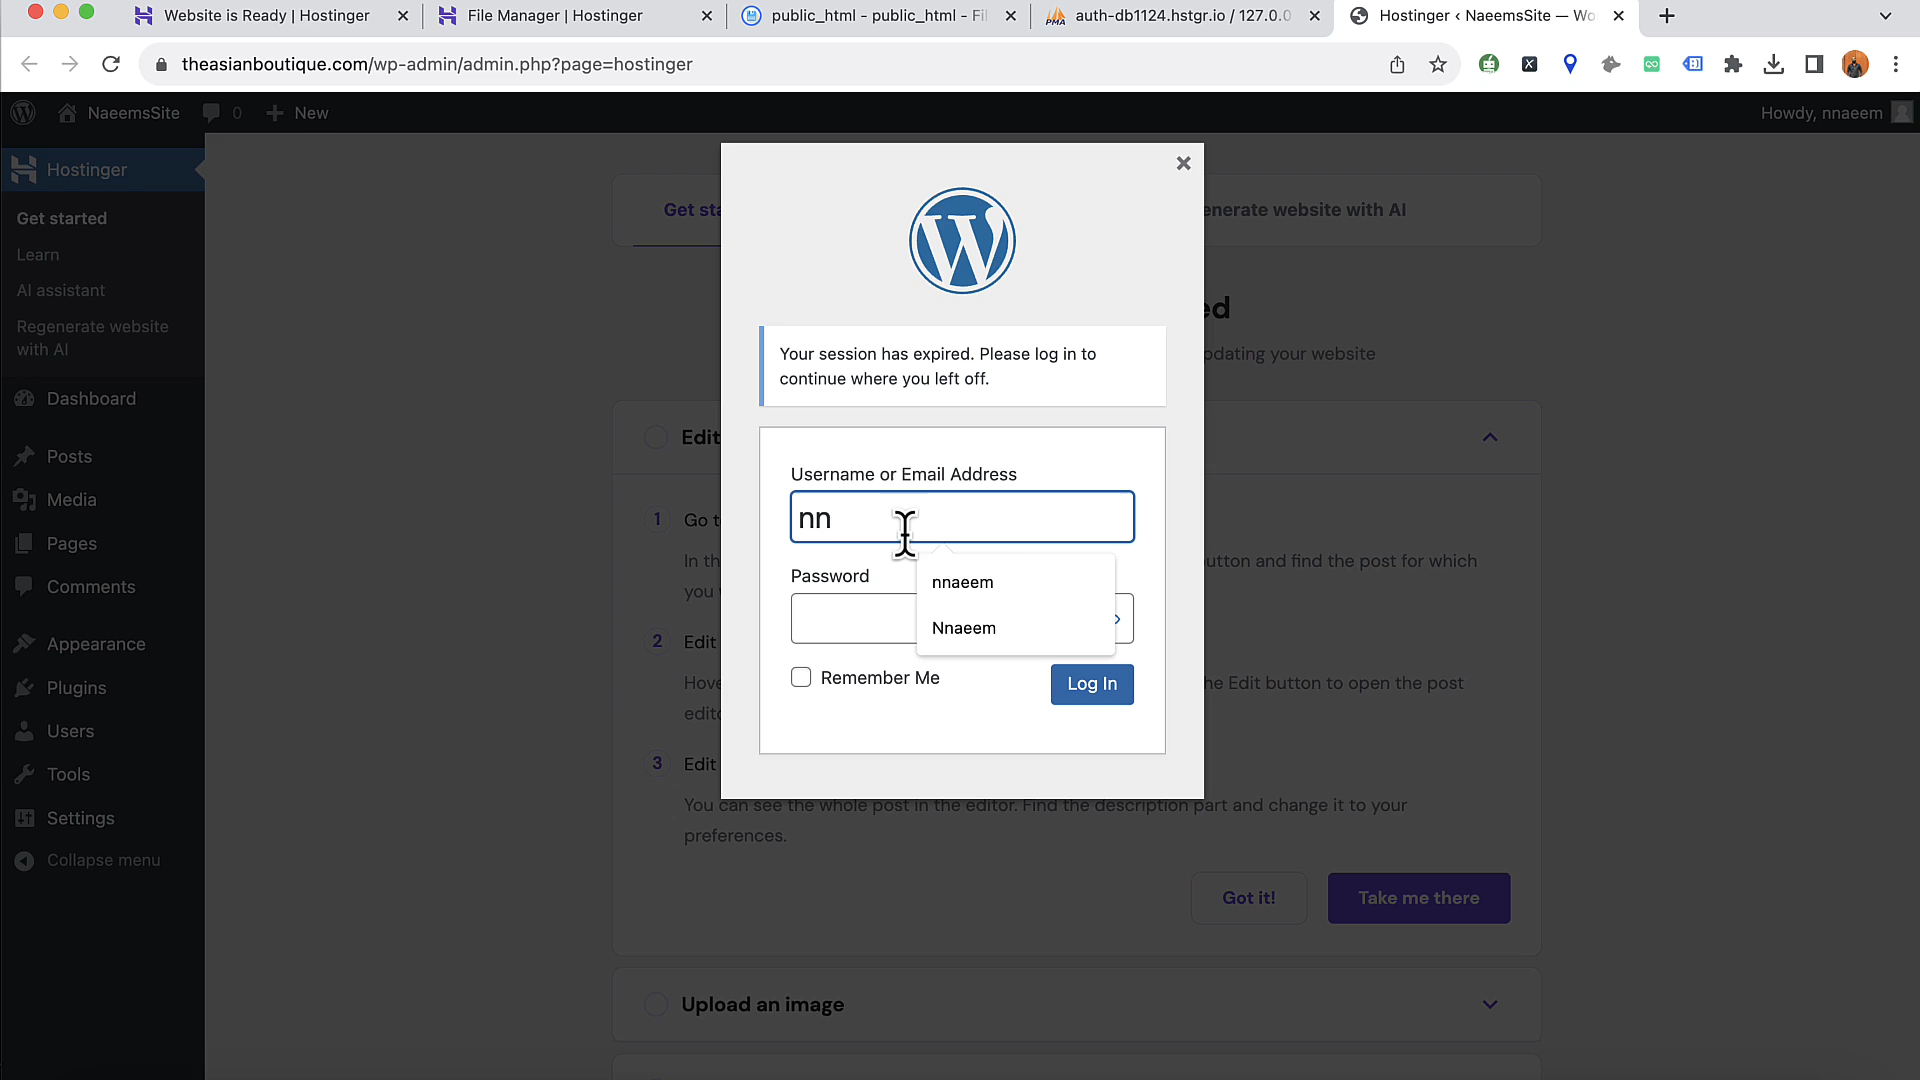 Website is Ready | Hostinger
File Manager | Hostinger
public_html - public_html - Fi
auth-db1124.hstgr.io / 127.0.0
Hostinger ‹ NaeemsSite — Wo
theasianboutique.com/wp-admin/admin.php?page=hostinger
NaeemsSite
0
New
Howdy, nnaeem
Hostinger
Get started
Learn
AI assistant
Regenerate website
with AI
Dashboard
Posts
Media
Pages
Comments
Appearance
Plugins
Users
Tools
Settings
Collapse menu
Get sta
enerate website with AI
ed
pdating your website
Your session has expired. Please log in to
continue where you left off.
Username or Email Address
nn
nnaeem
Nnaeem
Password
Remember Me
Log In
Edit
1 Go t
In th
utton and find the post for which
you
2 Edit
Hove
he Edit button to open the post
edito
3 Edit
You can see the whole post in the editor. Find the description part and change it to your
preferences.
Got it!
Take me there
Upload an image